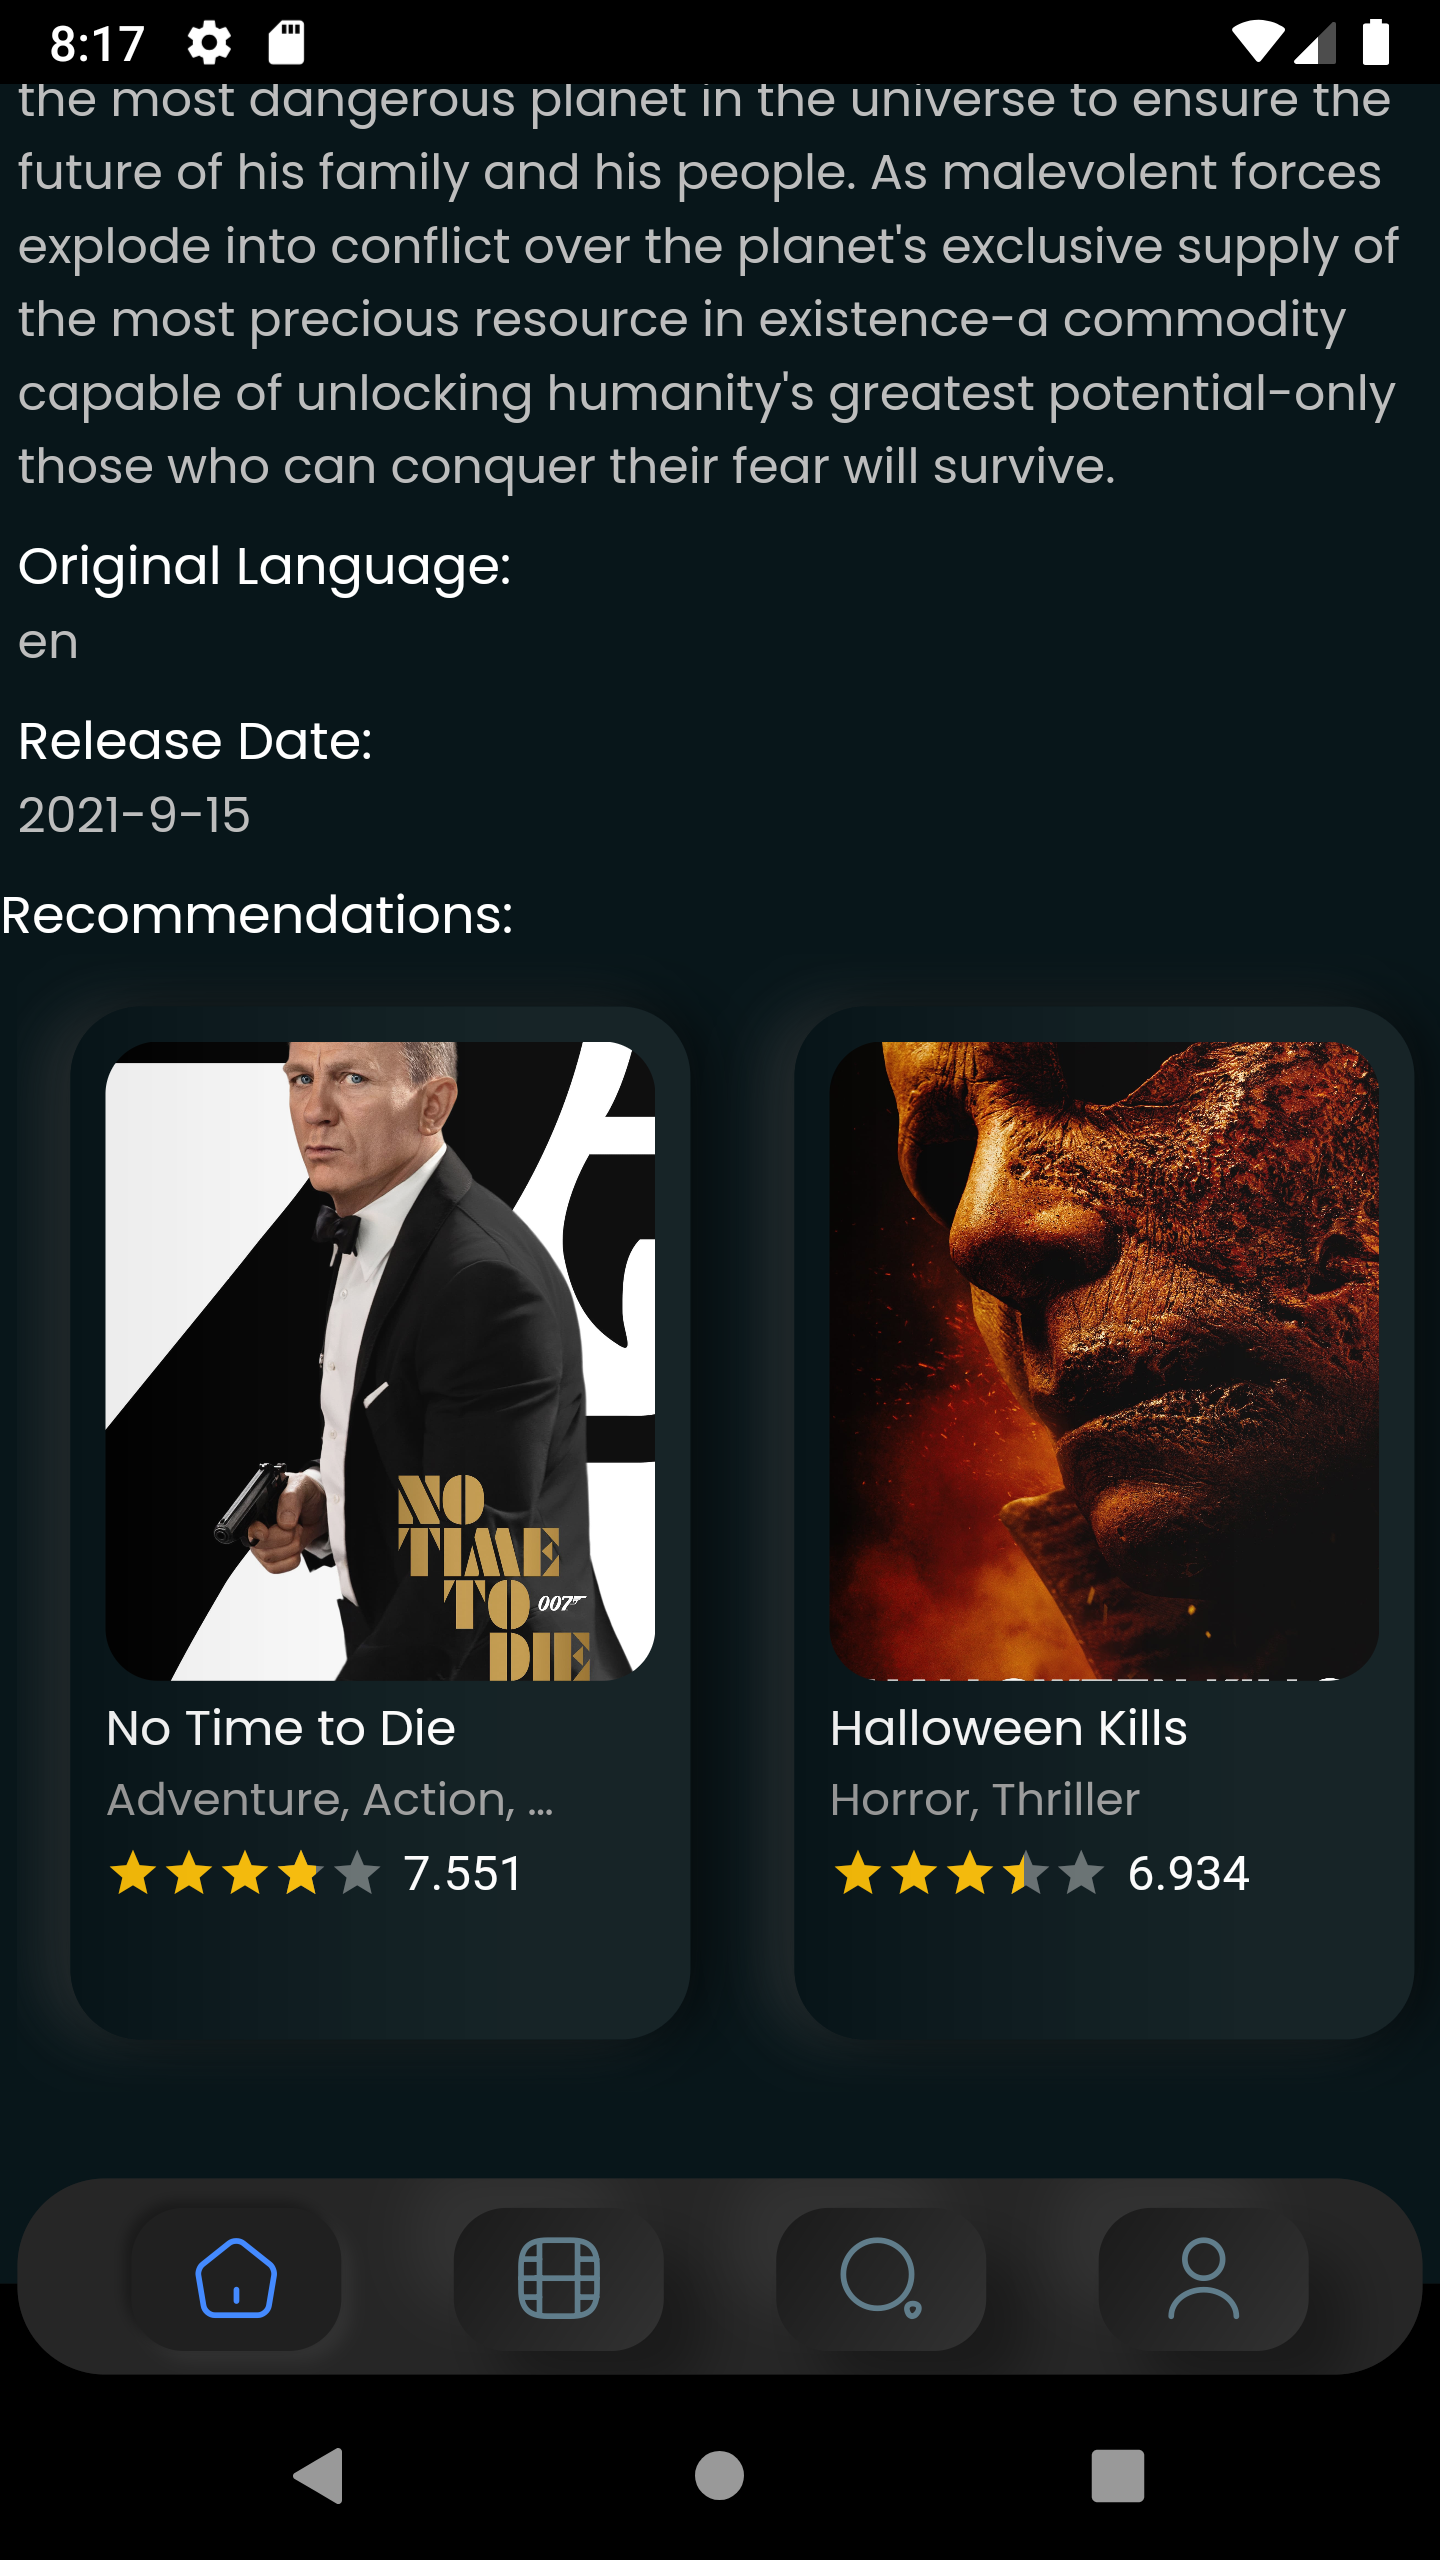 8:17
the most dangerous planet in the universe to ensure the
future of his family and his people. As malevolent forces
explode into conflict over the planet's exclusive supply of
the most precious resource in existence-a commodity
capable of unlocking humanity's greatest potential-only
those who can conquer their fear will survive.
Original Language:
en
Release Date:
2021-9-15
Recommendations:
NO
TIME
TO 007
DIE
No Time to Die
Adventure, Action, ...
7.551
Halloween Kills
Horror, Thriller
6.934